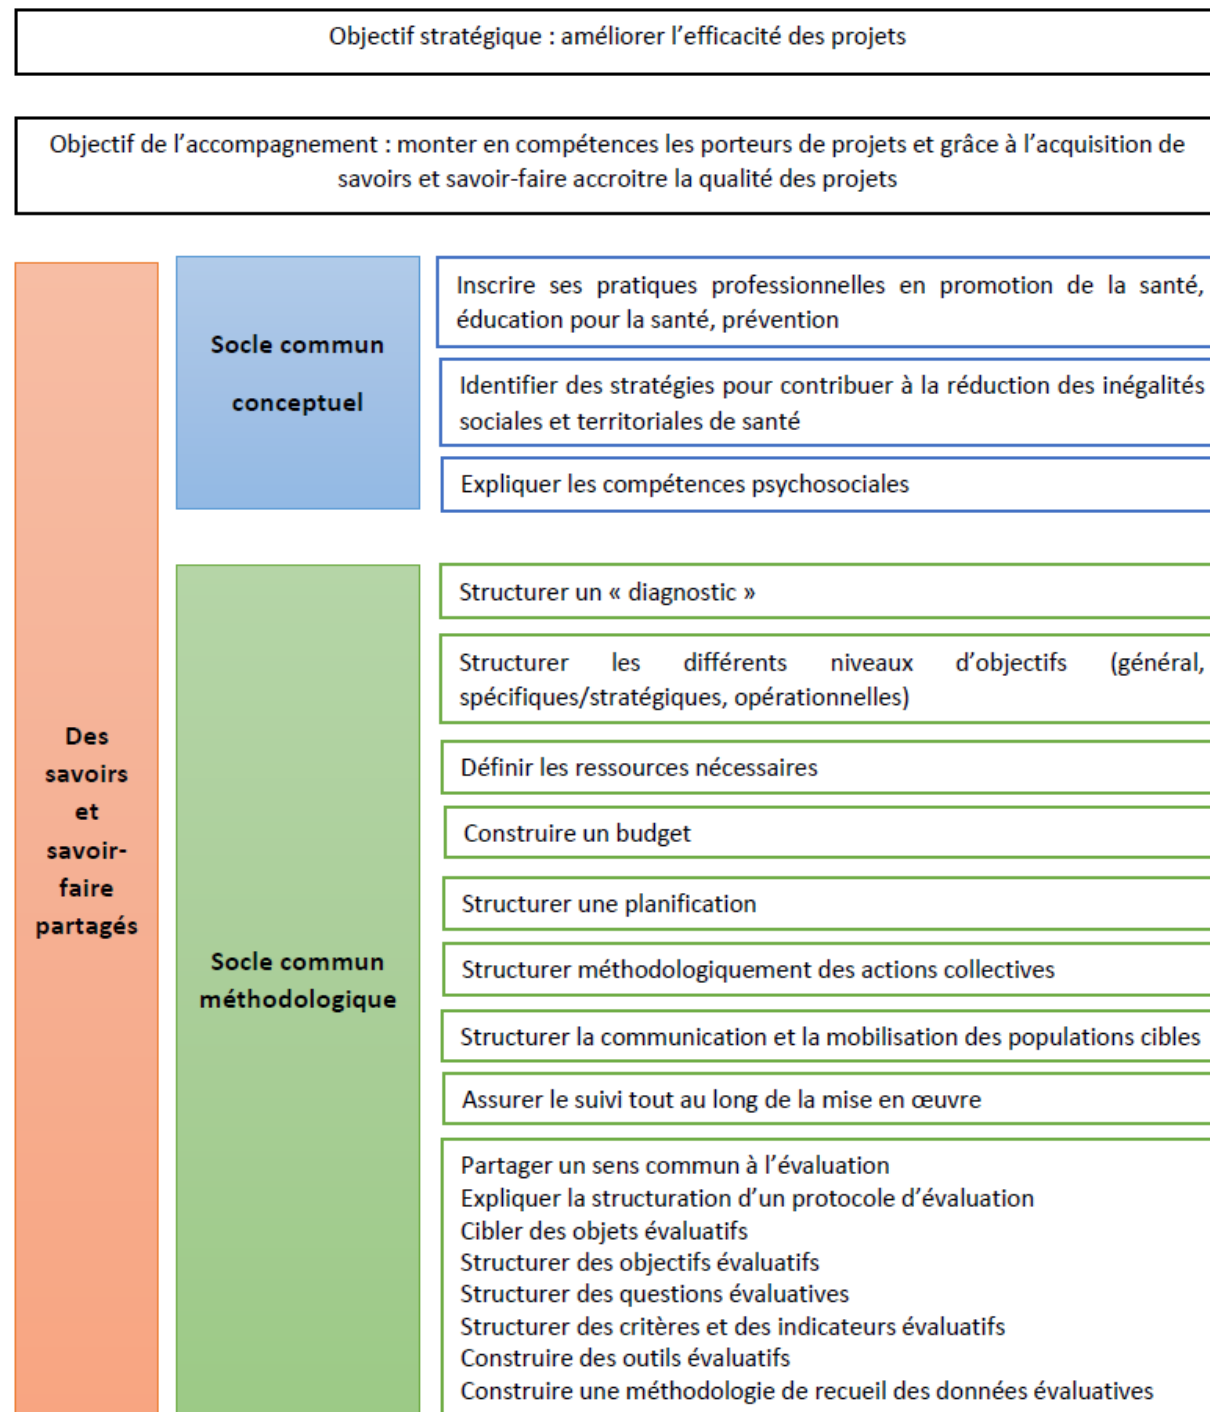 Objectif stratégique : améliorer l’efficacité des projets
Objectif de l’accompagnement : monter en compétences les porteurs de projets et grâce à l’acquisition de
savoirs et savoir-faire accroitre la qualité des projets
Des
savoirs
et
savoir-
faire
partagés
Socle commun
conceptuel
Inscrire ses pratiques professionnelles en promotion de la santé,
éducation pour la santé, prévention
Identifier des stratégies pour contribuer à la réduction des inégalités
sociales et territoriales de santé
Expliquer les compétences psychosociales
Socle commun
méthodologique
Structurer un « diagnostic »
Structurer les différents niveaux d’objectifs (général,
spécifiques/stratégiques, opérationnelles)
Définir les ressources nécessaires
Construire un budget
Structurer une planification
Structurer méthodologiquement des actions collectives
Structurer la communication et la mobilisation des populations cibles
Assurer le suivi tout au long de la mise en œuvre
Partager un sens commun à l’évaluation
Expliquer la structuration d’un protocole d’évaluation
Cibler des objets évaluatifs
Structurer des objectifs évaluatifs
Structurer des questions évaluatives
Structurer des critères et des indicateurs évaluatifs
Construire des outils évaluatifs
Construire une méthodologie de recueil des données évaluatives